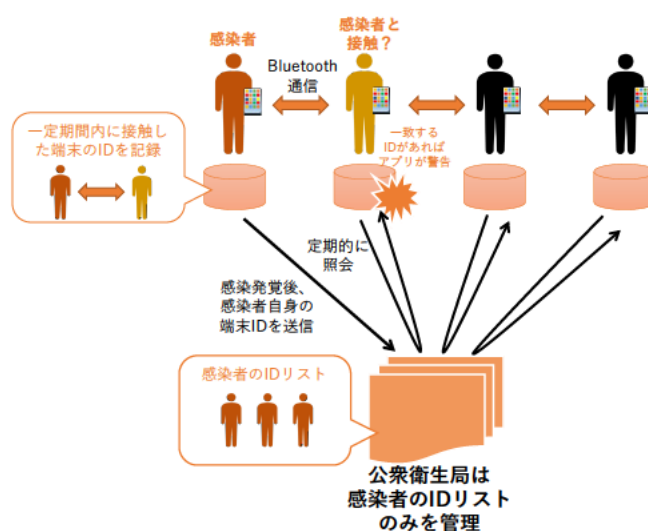 感染者
感染者と
接触？
Bluetooth
通信
一定期間内に接触し
た端末のIDを記録
一致する
IDがあれば
アプリが警告
定期的に
照会
感染発覚後、
感染者自身の
端末IDを送信
感染者のIDリスト
公衆衛生局は
感染者のIDリスト
のみを管理